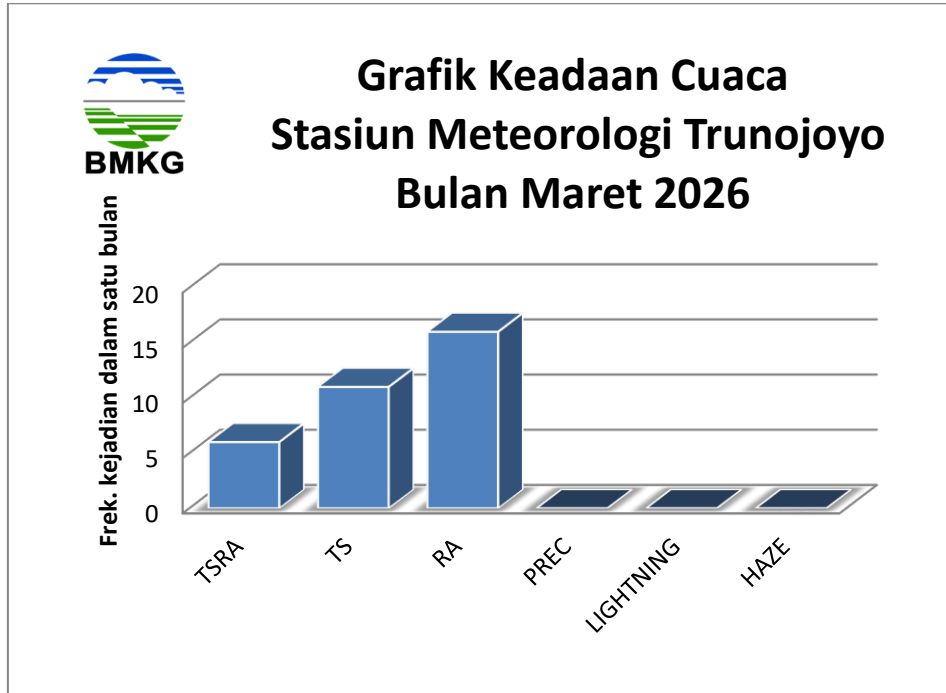 BMKG
Grafik Keadaan Cuaca
Stasiun Meteorologi Trunojoyo
Bulan Maret 2026
Frek. kejadian dalam satu bulan
20
15
10
5
0
TSRA
TS
RA
PREC
LIGHTNING
HAZE